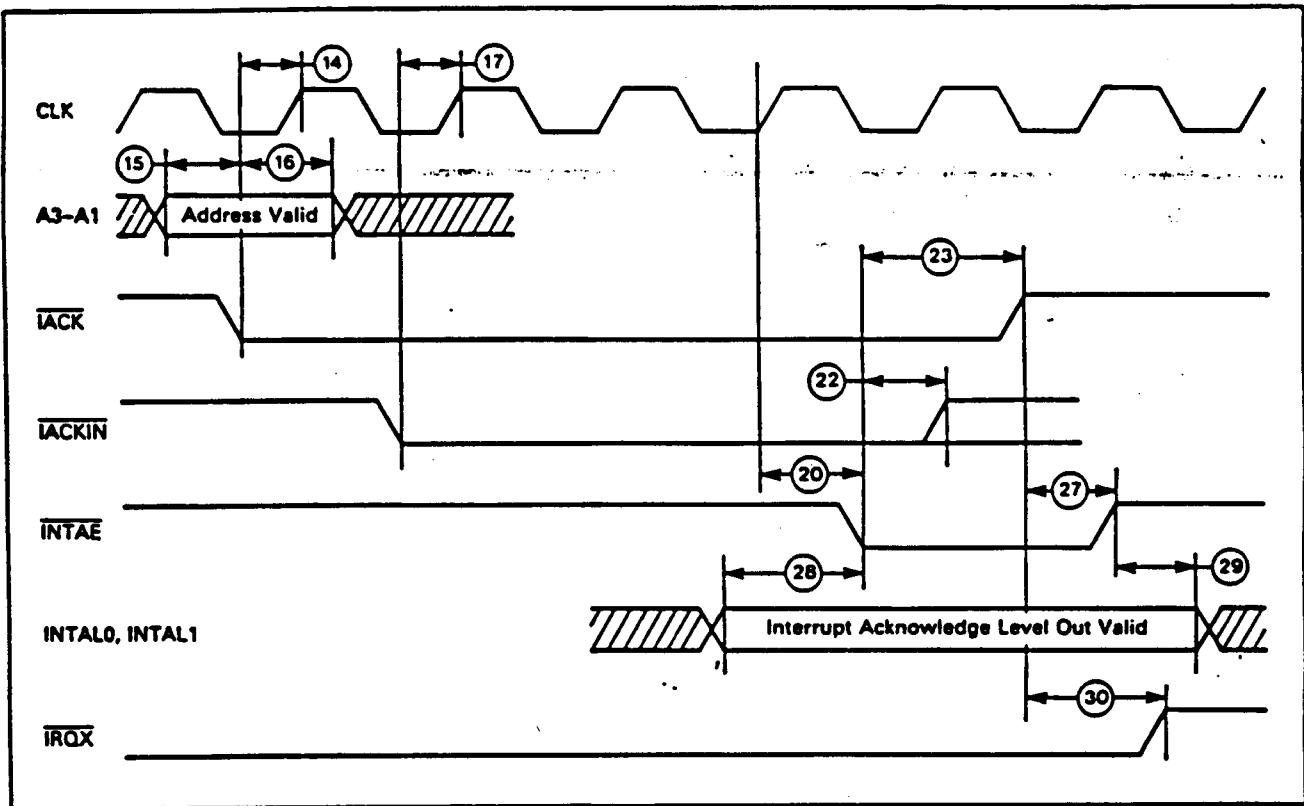 14
17
CLK
15
16
A3-A1
Address Valid
23
IACK
22
IACKIN
20
27
INTAE
28
29
INTAL0, INTAL1
Interrupt Acknowledge Level Out Valid
30
IRQX